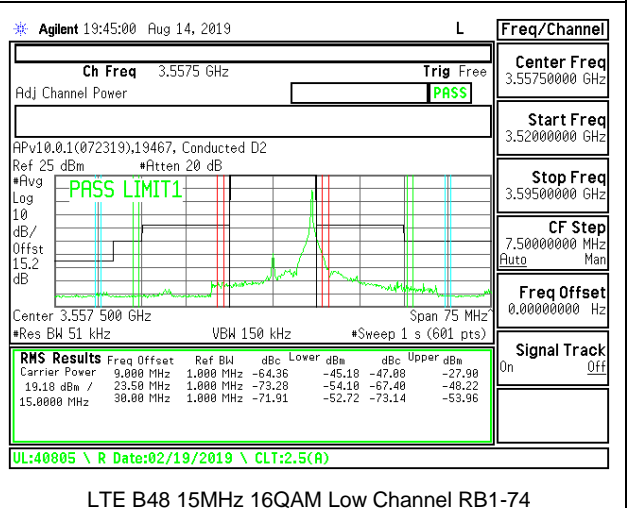 Agilent 19:45:00 Aug 14, 2019 L
Ch Freq 3.5575 GHz Trig Free
Adj Channel Power PASS
APv10.0.1(072319),19467, Conducted D2
Ref 25 dBm #Atten 20 dB
#Avg
Log
10
dB/
Offst
15.2
dB
PASS LIMIT1
Center 3.557 500 GHz Span 75 MHz
#Res BW 51 kHz VBW 150 kHz #Sweep 1 s (601 pts)
RMS Results Freq Offset Ref BW dBc Lower dBm dBc Upper dBm
Carrier Power 9.000 MHz 1.000 MHz -64.36 -45.18 -47.08 -27.90
19.18 dBm / 23.50 MHz 1.000 MHz -73.28 -54.10 -67.40 -48.22
15.0000 MHz 30.00 MHz 1.000 MHz -71.91 -52.72 -73.14 -53.96
UL:40805 \ R Date:02/19/2019 \ CLT:2.5(A)
Freq/Channel
Center Freq
3.55750000 GHz
Start Freq
3.52000000 GHz
Stop Freq
3.59500000 GHz
CF Step
7.50000000 MHz
Auto Man
Freq Offset
0.00000000 Hz
Signal Track
On Off
LTE B48 15MHz 16QAM Low Channel RB1-74